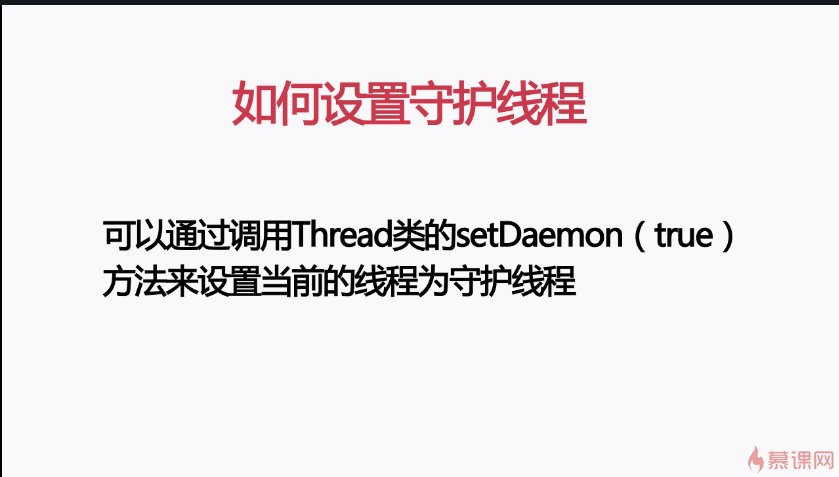 如何设置守护线程
可以通过调用Thread类的setDaemon（true）
方法来设置当前的线程为守护线程
慕课网